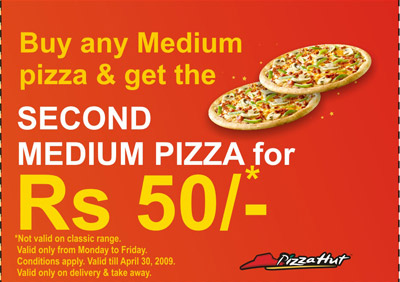 Buy any Medium
pizza & get the
SECOND
MEDIUM PIZZA for
Rs 50/-*
*Not valid on classic range.
Valid only from Monday to Friday.
Conditions apply. Valid till April 30, 2009.
Valid only on delivery & take away.
Pizza Hut